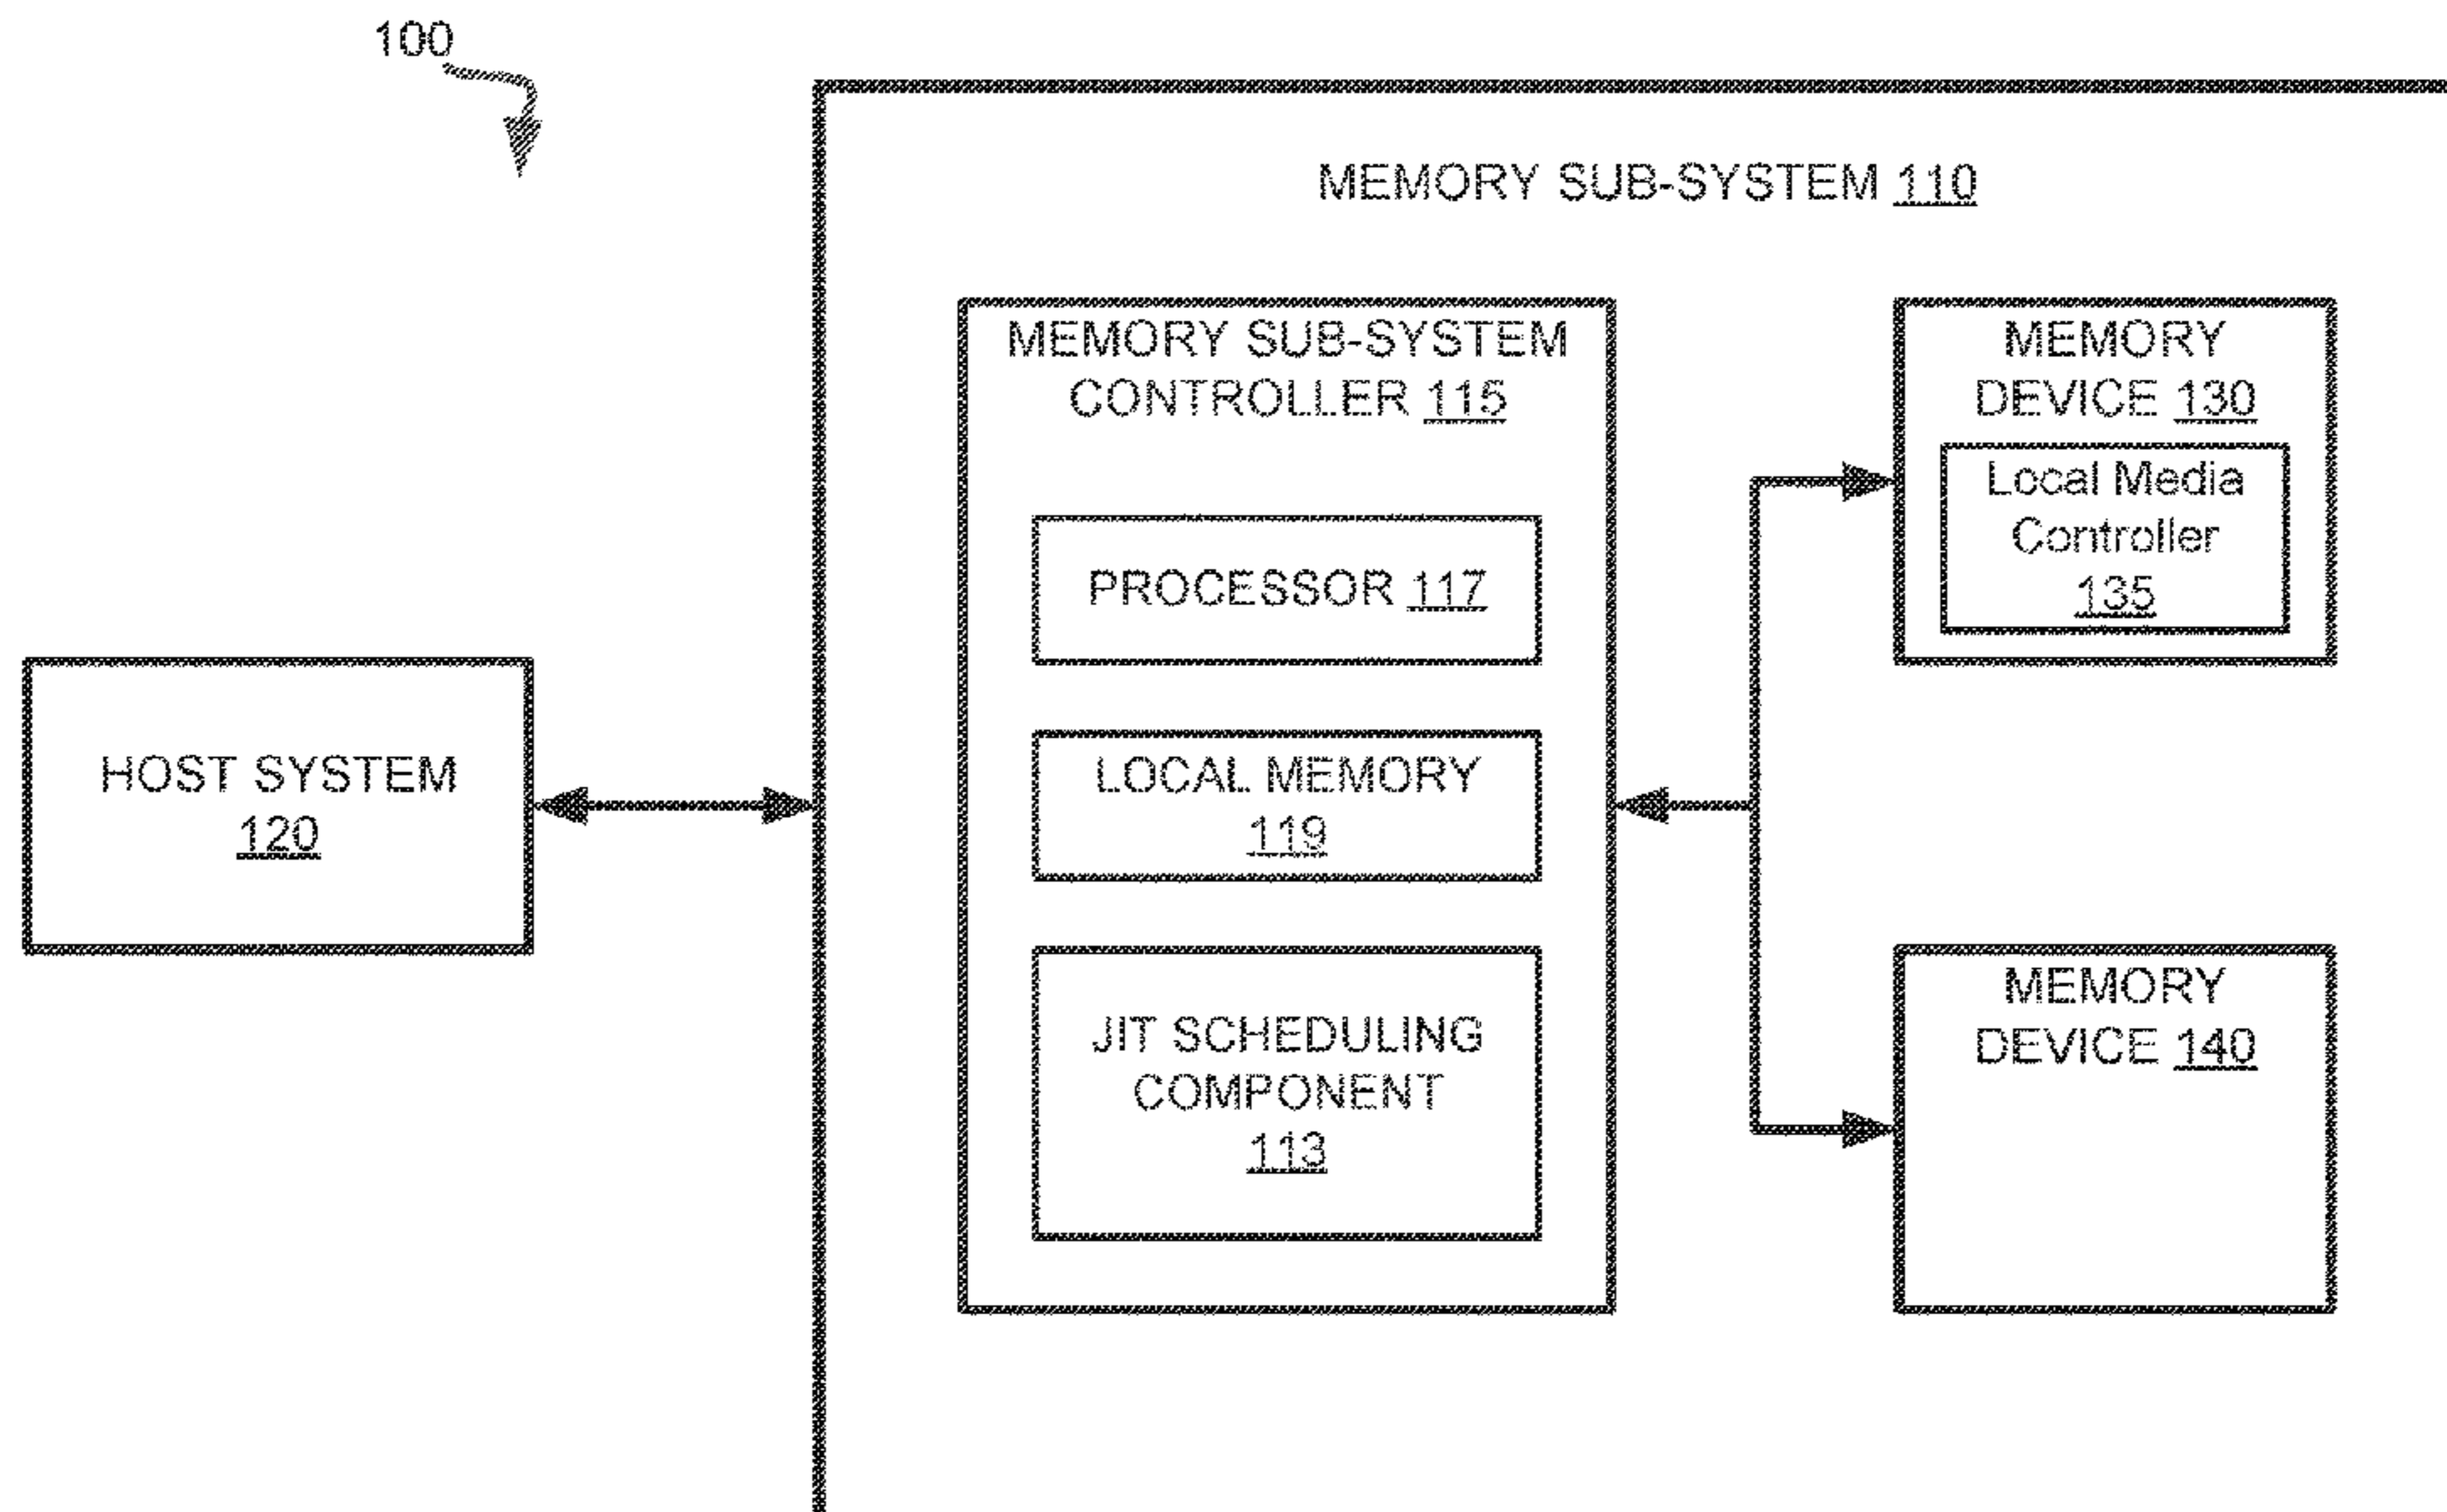 100
MEMORY SUB-SYSTEM 110
MEMORY SUB-SYSTEM
CONTROLLER 115
PROCESSOR 117
LOCAL MEMORY
119
JIT SCHEDULING
COMPONENT
113
MEMORY
DEVICE 130
Local Media
Controller
135
MEMORY
DEVICE 140
HOST SYSTEM
120